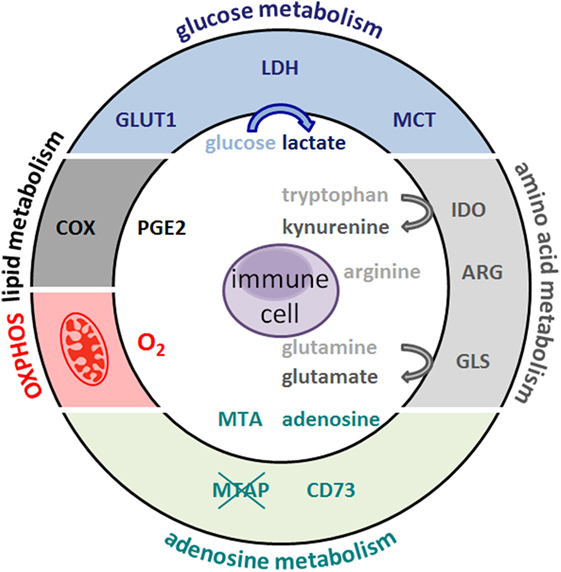 glucose metabolism
LDH
GLUT1
MCT
glucose lactate
lipid metabolism
COX
PGE2
tryptophan
kynurenine
IDO
amino acid metabolism
arginine
ARG
immune
cell
OXPHOS
O₂
glutamine
glutamate
GLS
MTA
adenosine
MTAP
CD73
adenosine metabolism